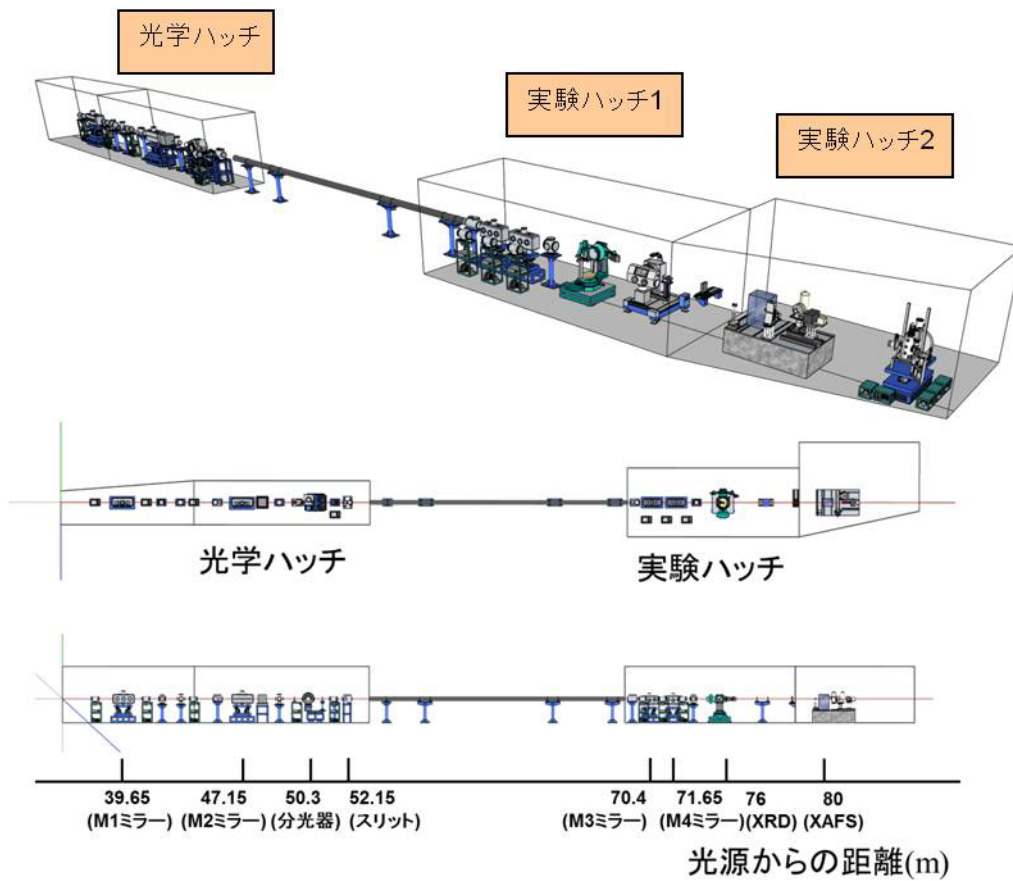 光学ハッチ
実験ハッチ1
実験ハッチ2
光学ハッチ
実験ハッチ
39.65 47.15 50.3 52.15 70.4 71.65 76 80
(M1ミラー) (M2ミラー) (分光器) (スリット) (M3ミラー) (M4ミラー) (XRD) (XAFS)
光源からの距離(m)